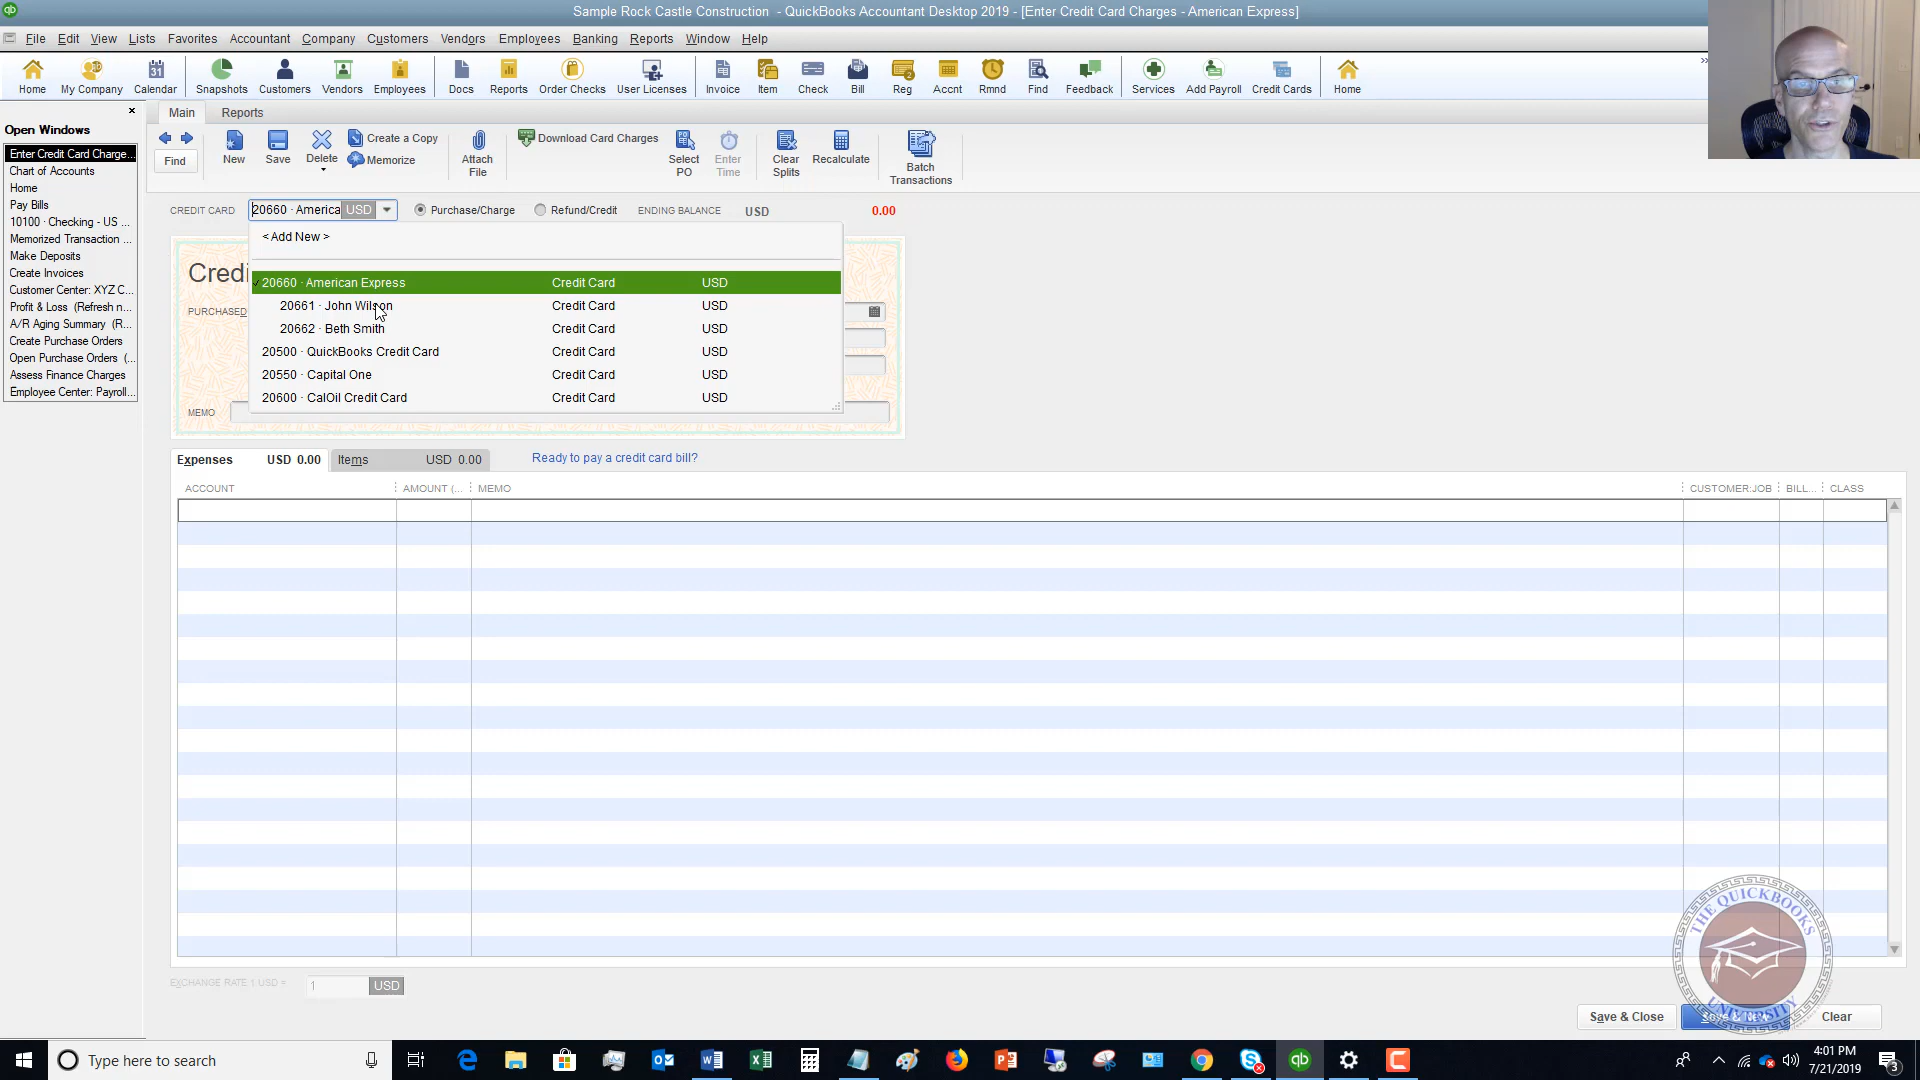 Sample Rock Castle Construction - QuickBooks Accountant Desktop 2019 - [Enter Credit Card Charges - American Express]
File Edit View Lists Favorites Accountant Company Customers Vendors Employees Banking Reports Window Help
Home My Company Calendar Snapshots Customers Vendors Employees Docs Reports Order Checks User Licenses Invoice Item Check Bill Reg Accnt Rmnd Find Feedback Services Add Payroll Credit Cards Home
Open Windows
Enter Credit Card Charge...
Chart of Accounts
Home
Pay Bills
10100 · Checking - US ...
Memorized Transaction ...
Make Deposits
Create Invoices
Customer Center: XYZ C...
Profit & Loss (Refresh n...
A/R Aging Summary (R...
Create Purchase Orders
Open Purchase Orders (...
Assess Finance Charges
Employee Center: Payroll...
Main Reports
Find
New
Save
Delete
Create a Copy
Memorize
Attach File
Download Card Charges
Select PO
Enter Time
Clear Splits
Recalculate
Batch Transactions
CREDIT CARD 20660 · America USD Purchase/Charge Refund/Credit ENDING BALANCE USD 0.00
< Add New >
20660 · American Express Credit Card USD
20661 · John Wilson Credit Card USD
20662 · Beth Smith Credit Card USD
20500 · QuickBooks Credit Card Credit Card USD
20550 · Capital One Credit Card USD
20600 · CalOil Credit Card Credit Card USD
Credi
PURCHASED
MEMO
Expenses USD 0.00 Items USD 0.00 Ready to pay a credit card bill?
ACCOUNT AMOUNT (... MEMO CUSTOMER:JOB BILL... CLASS
EXCHANGE RATE 1 USD = 1 USD
THE QUICKBOOKS
UNIVERSITY
Save & Close Save & New Clear
Type here to search
4:01 PM
7/21/2019
3